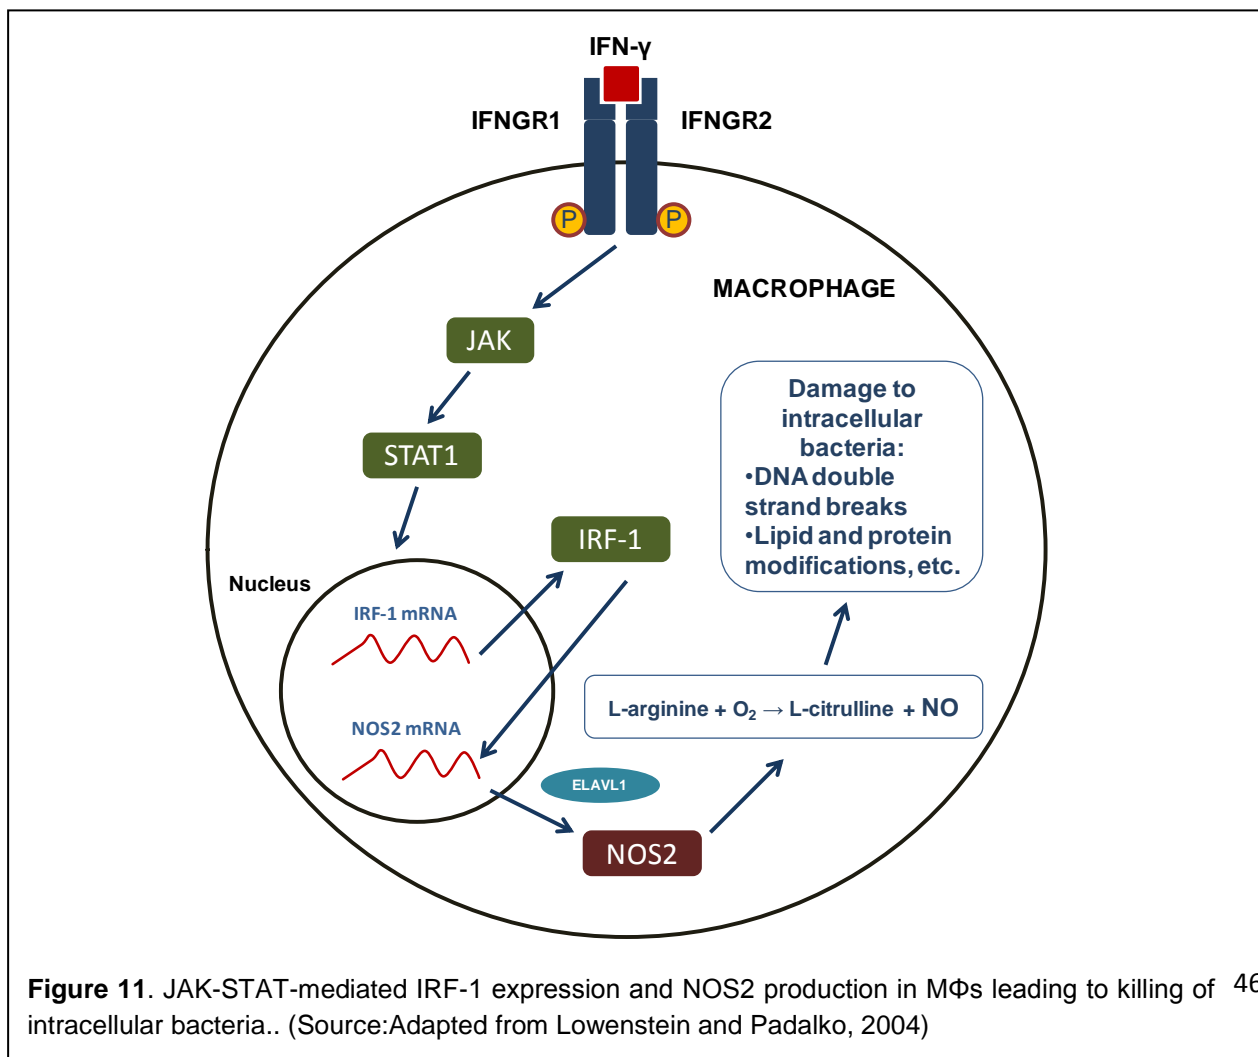 IFN-γ
IFNGR1
IFNGR2
P
P
MACROPHAGE
JAK
STAT1
Damage to
intracellular
bacteria:
•DNA double
strand breaks
•Lipid and protein
modifications, etc.
IRF-1
Nucleus
IRF-1 mRNA
L-arginine + O₂ → L-citrulline + NO
NOS2 mRNA
ELAVL1
NOS2
Figure 11. JAK-STAT-mediated IRF-1 expression and NOS2 production in MΦs leading to killing of
intracellular bacteria.. (Source:Adapted from Lowenstein and Padalko, 2004)
46